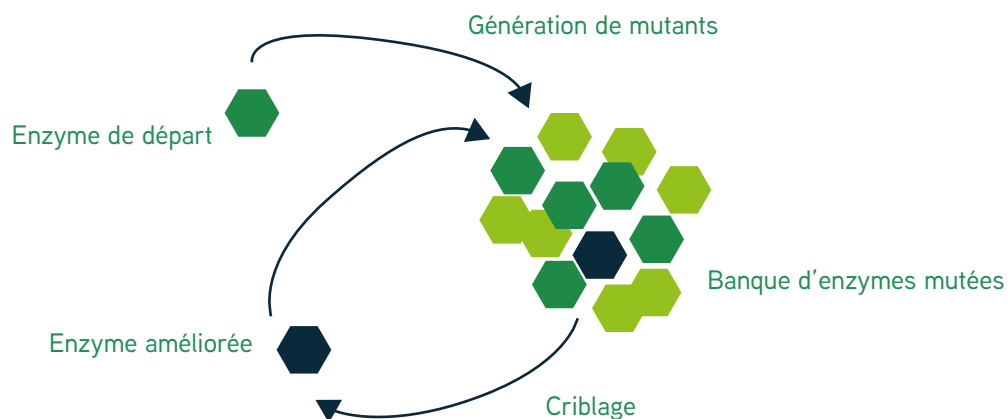 Génération de mutants
Enzyme de départ
Banque d’enzymes mutées
Enzyme améliorée
Criblage